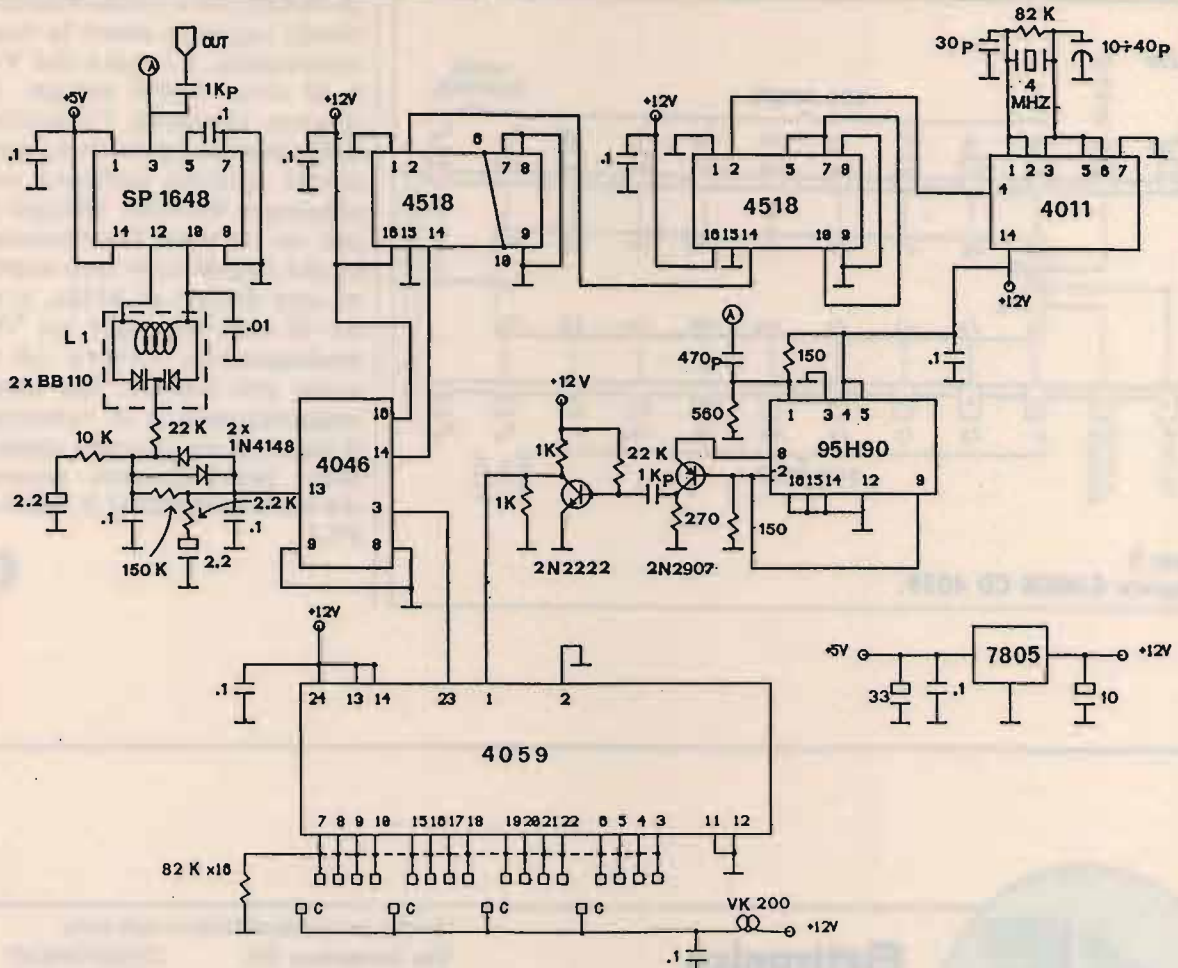 OUT
A
1Kp
+5V
.1
.1
1 3 5 7
SP 1648
14 12 10 8
L 1
.01
2 x BB 110
22 K
2 x
1N4148
10 K
2.2
.1
150 K
2.2 K
.1
2.2
+12V
.1
1 2 6 7 8
4518
16 15 14 10 9
+12V
.1
1 2 5 7 8
4518
16 15 14 10 9
82 K
30p
10÷40p
4
MHZ
1 2 3 5 6 7
4
4011
14
+12V
.1
A
470p
150
560
1 3 4 5
95H90
8
2
16 15 14 12 9
150
+12 V
1K
22 K
1Kp
1K
270
2N2222 2N2907
16
4046
14
13
3
9 8
+12V
.1
24 13 14 23 1 2
4059
7 8 9 10 15 16 17 18 19 20 21 22 6 5 4 3 11 12
82 K x16
C C C C
VK 200
+12V
.1
+5V
7805
+12V
33
.1
10